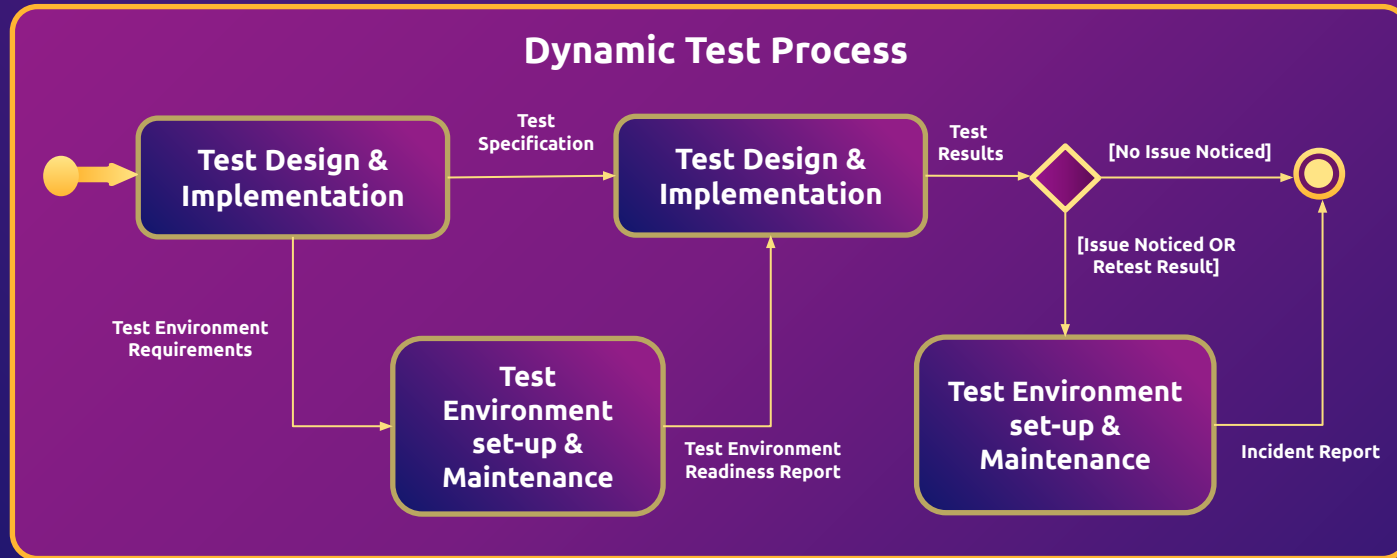 Dynamic Test Process
Test Design &
Implementation
Test
Specification
Test Design &
Implementation
Test
Results
[No Issue Noticed]
[Issue Noticed OR
Retest Result]
Test Environment
Requirements
Test
Environment
set-up &
Maintenance
Test Environment
Readiness Report
Test Environment
set-up &
Maintenance
Incident Report